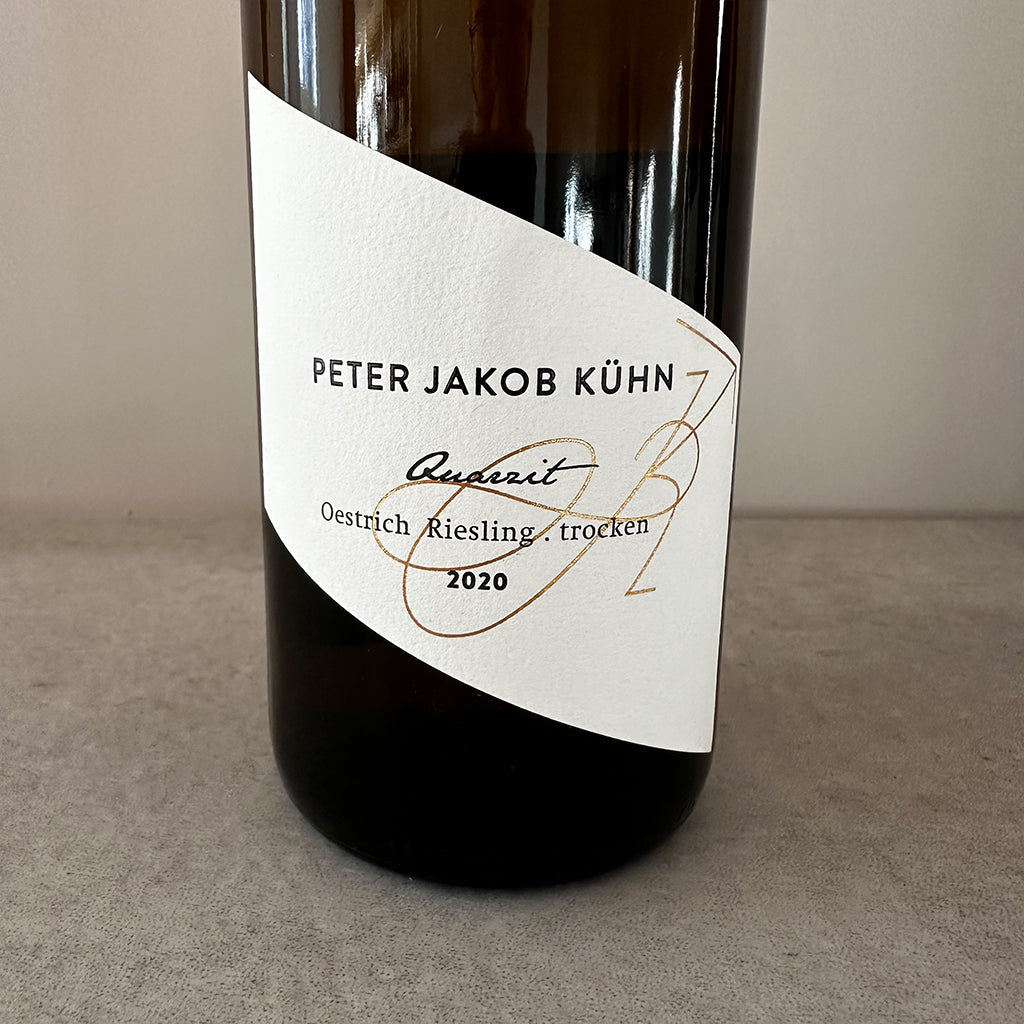 PETER JAKOB KÜHN
Quarzit
Oestrich Riesling . trocken
2020